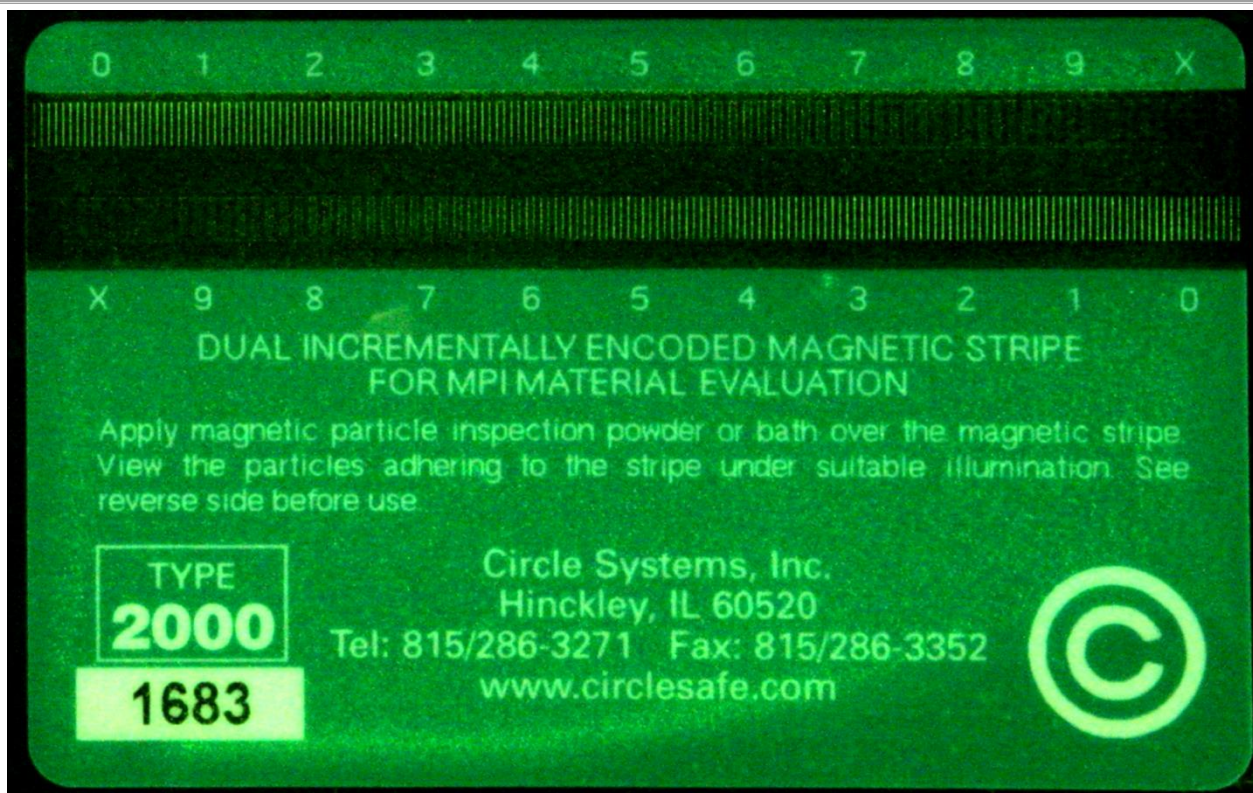 0 1 2 3 4 5 6 7 8 9 X
X 9 8 7 6 5 4 3 2 1 0
DUAL INCREMENTALLY ENCODED MAGNETIC STRIPE
FOR MPI MATERIAL EVALUATION
Apply magnetic particle inspection powder or bath over the magnetic stripe.
View the particles adhering to the stripe under suitable illumination. See
reverse side before use.
TYPE
2000
1683
Circle Systems, Inc.
Hinckley, IL 60520
Tel: 815/286-3271 Fax: 815/286-3352
www.circlesafe.com
©